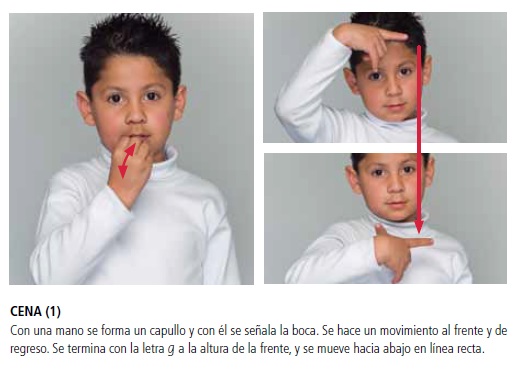 CENA (1)
Con una mano se forma un capullo y con él se señala la boca. Se hace un movimiento al frente y de
regreso. Se termina con la letra g a la altura de la frente, y se mueve hacia abajo en línea recta.